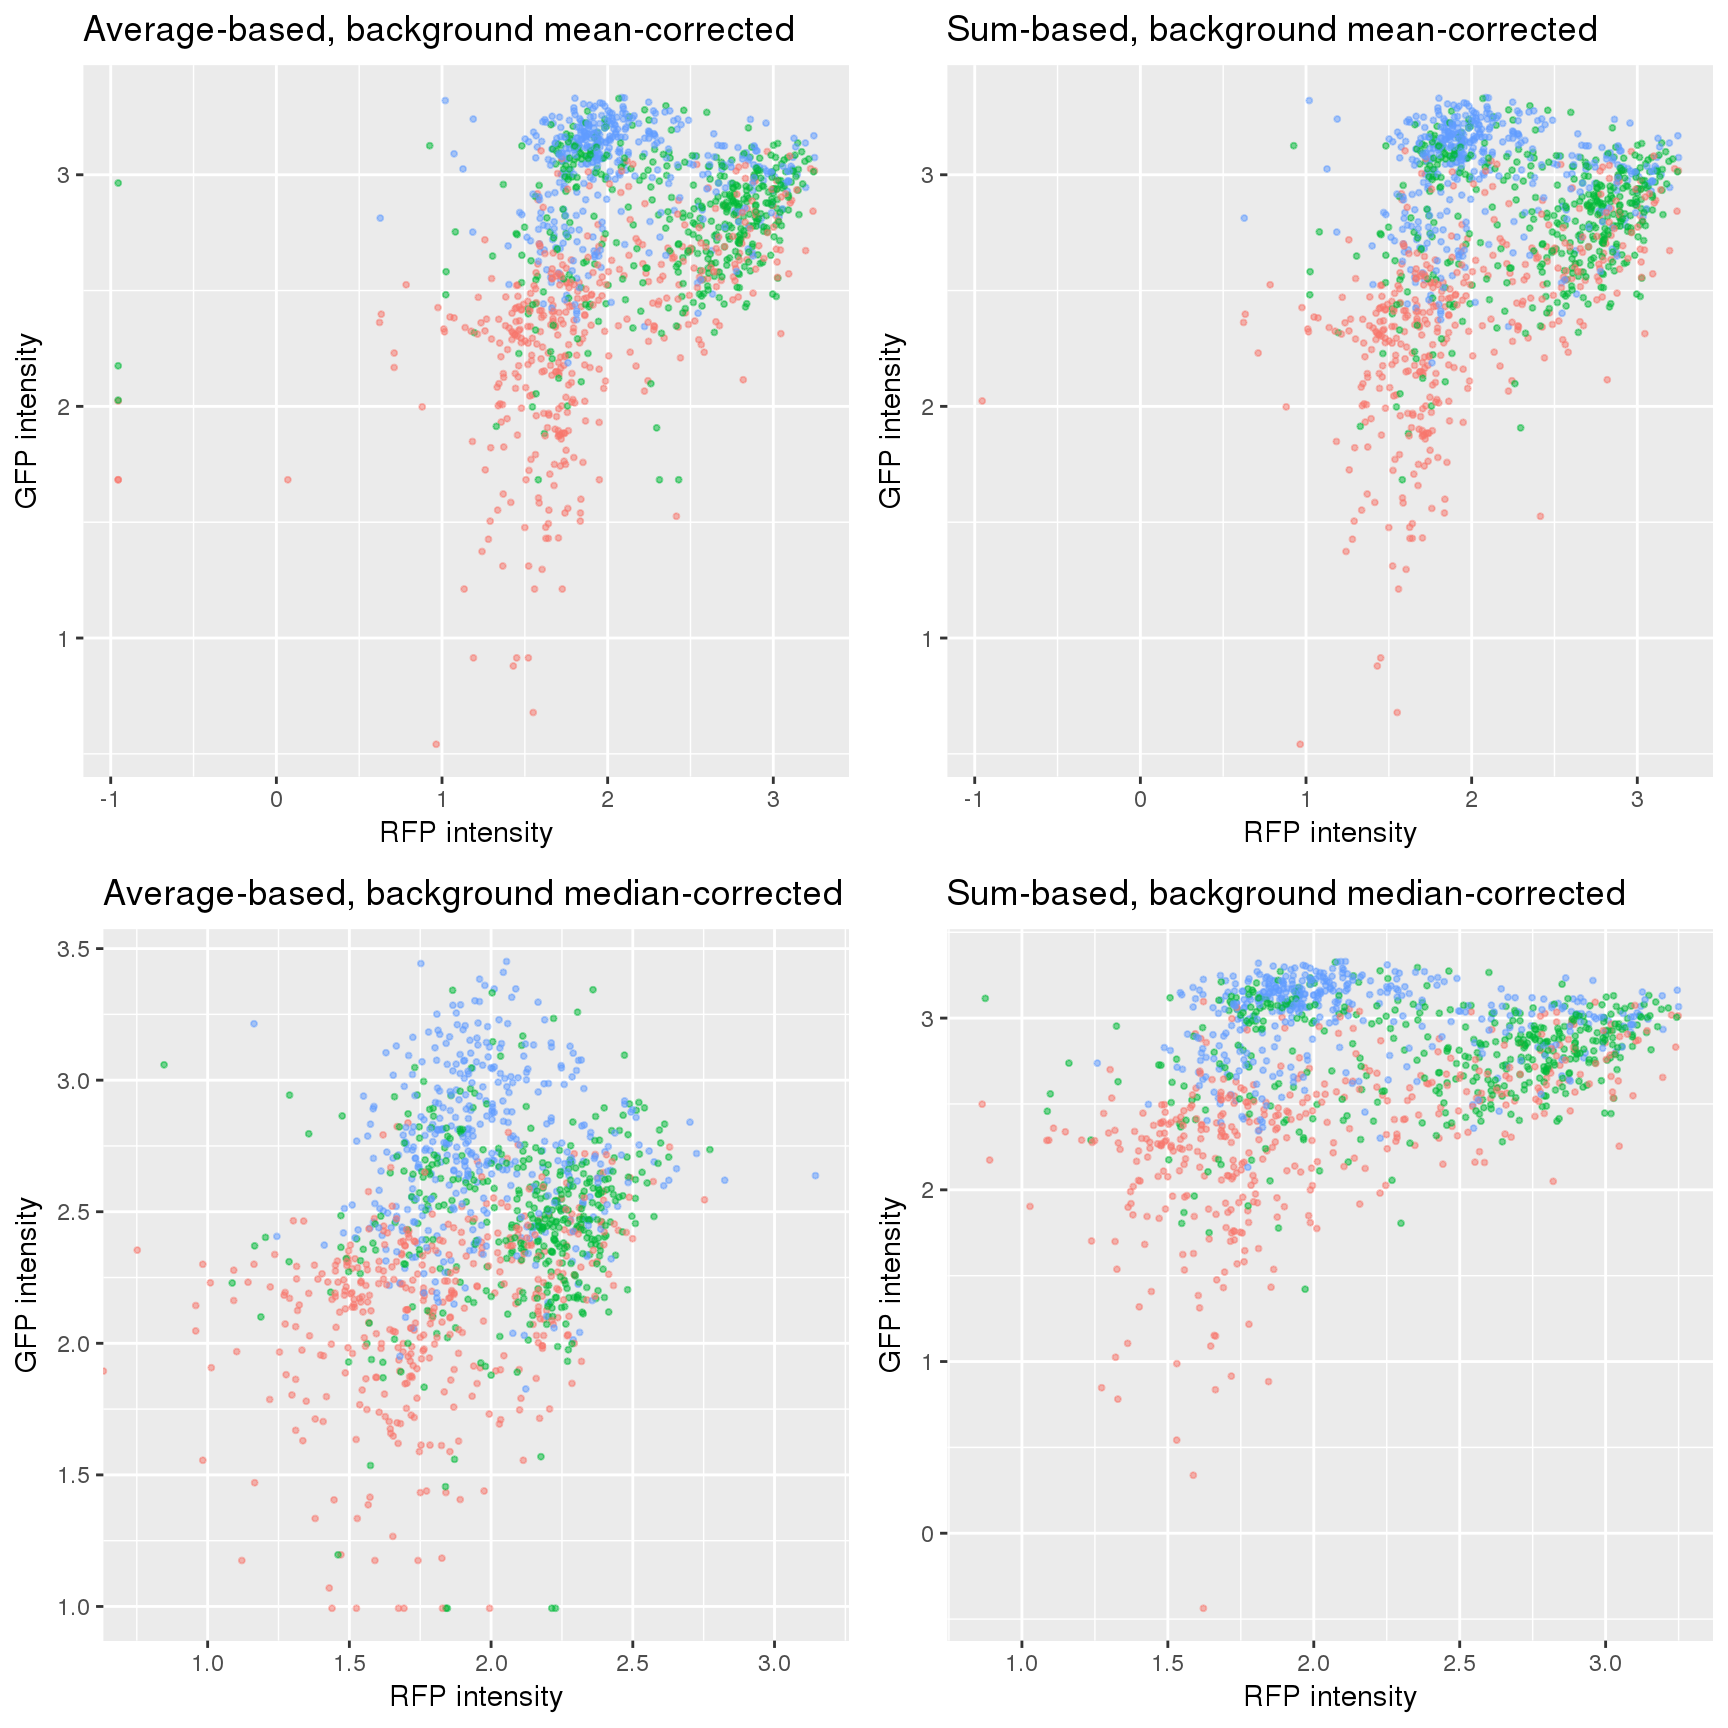 Average-based, background mean-corrected
GFP intensity
3
2
1
-1 0 1 2 3
RFP intensity
Sum-based, background mean-corrected
GFP intensity
3
2
1
-1 0 1 2 3
RFP intensity
Average-based, background median-corrected
GFP intensity
3.5
3.0
2.5
2.0
1.5
1.0
1.0 1.5 2.0 2.5 3.0
RFP intensity
Sum-based, background median-corrected
GFP intensity
3
2
1
0
1.0 1.5 2.0 2.5 3.0
RFP intensity